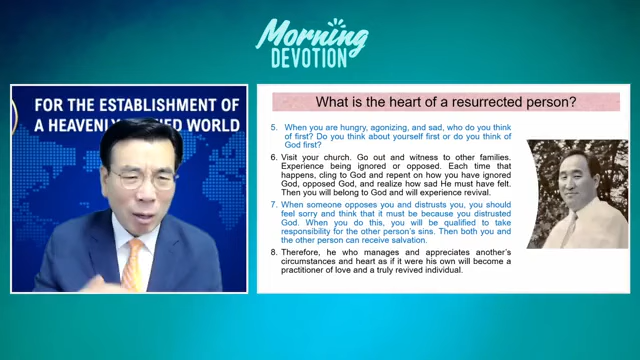 Morning
DEVOTION
FOR THE ESTABLISHMENT OF
A HEAVENLY WORLD
What is the heart of a resurrected person?
5. When you are hungry, agonizing, and sad, who do you think
of first? Do you think about yourself first or do you think of
God first?
6. Visit your church. Go out and witness to other families.
Experience being ignored or opposed. Each time that
happens, cling to God and repent on how you have ignored
God, opposed God, and realize how sad He must have felt.
Then you will belong to God and will experience revival.
7. When someone opposes you and distrusts you, you should
feel sorry and think that it must be because you distrusted
God. When you do this, you will be qualified to take
responsibility for the other person's sins. Then both you and
the other person can receive salvation.
8. Therefore, he who manages and appreciates another's
circumstances and heart as if it were his own will become a
practitioner of love and a truly revived individual.